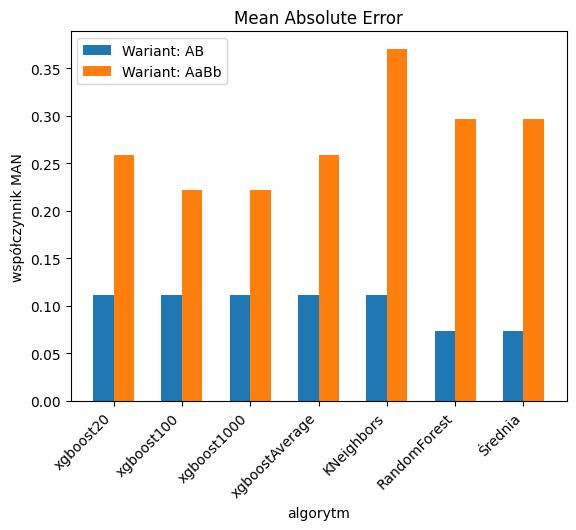 Mean Absolute Error
Wariant: AB
Wariant: AaBb
współczynnik MAN
0.35
0.30
0.25
0.20
0.15
0.10
0.05
0.00
xgboost20
xgboost100
xgboost1000
xgboostAverage
KNeighbors
RandomForest
Średnia
algorytm